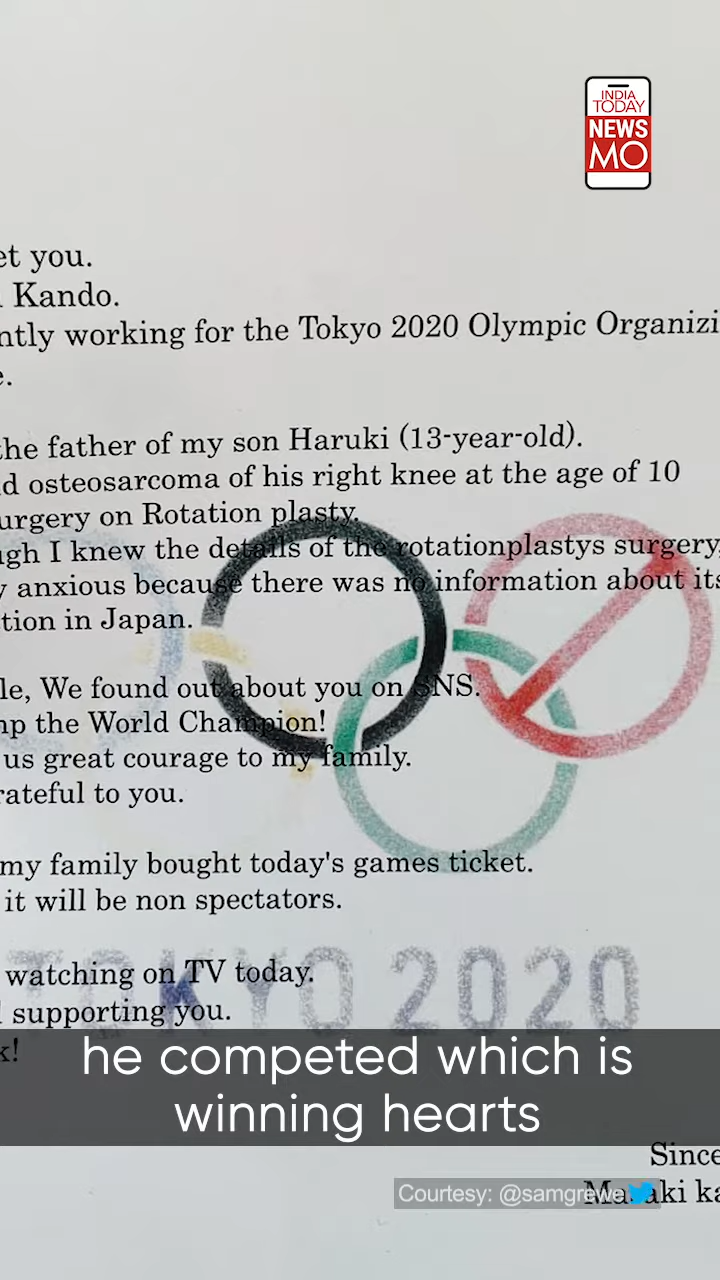 INDIA
TODAY
NEWS
MO
et you.
Kando.
ntly working for the Tokyo 2020 Olympic Organizi
e.
the father of my son Haruki (13-year-old).
d osteosarcoma of his right knee at the age of 10
urgery on Rotation plasty.
gh I knew the details of the rotationplastys surgery,
y anxious because there was no information about its
tion in Japan.
le, We found out about you on SNS.
mp the World Champion!
us great courage to my family.
rateful to you.
my family bought today's games ticket.
it will be non spectators.
watching on TV today.
supporting you.
TOKYO 2020
k!
he competed which is
winning hearts
Since
Masaki ka
Courtesy: @samgrewe